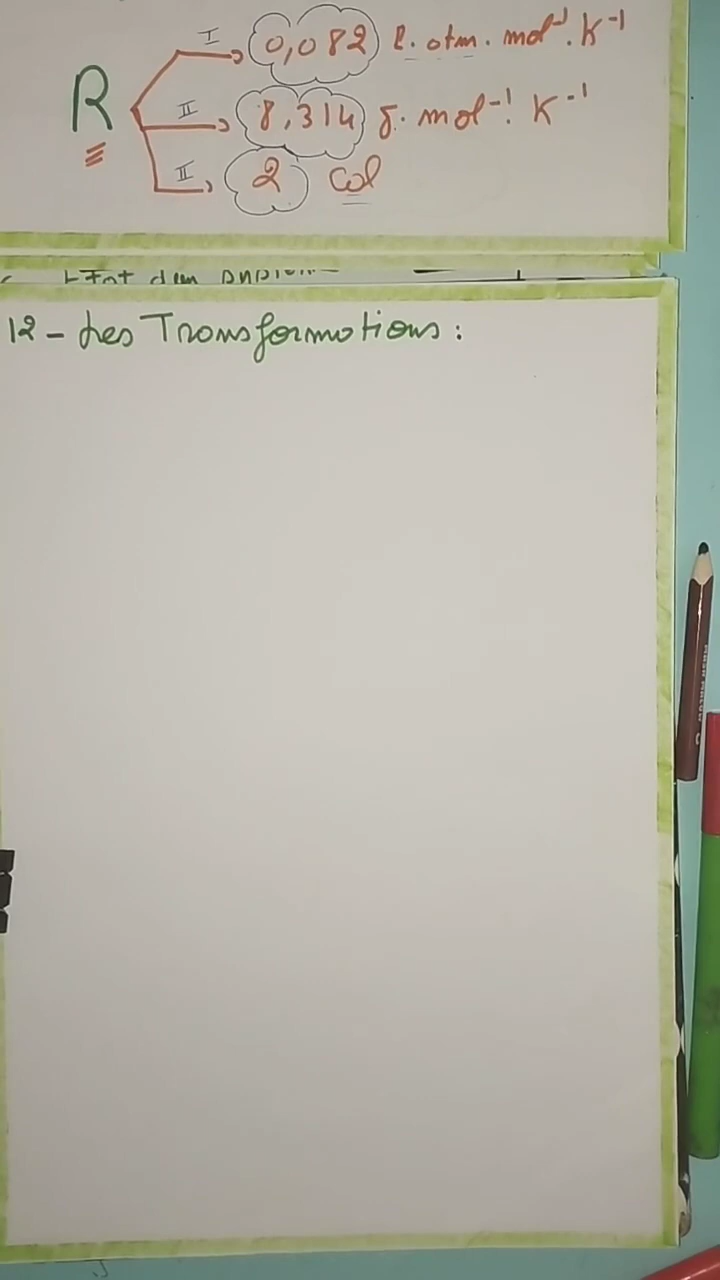 I 0,082 l. atm. mol⁻¹. K⁻¹
R II 8,314 J. mol⁻¹. K⁻¹
II 2 cal
12 - Les Transformations :